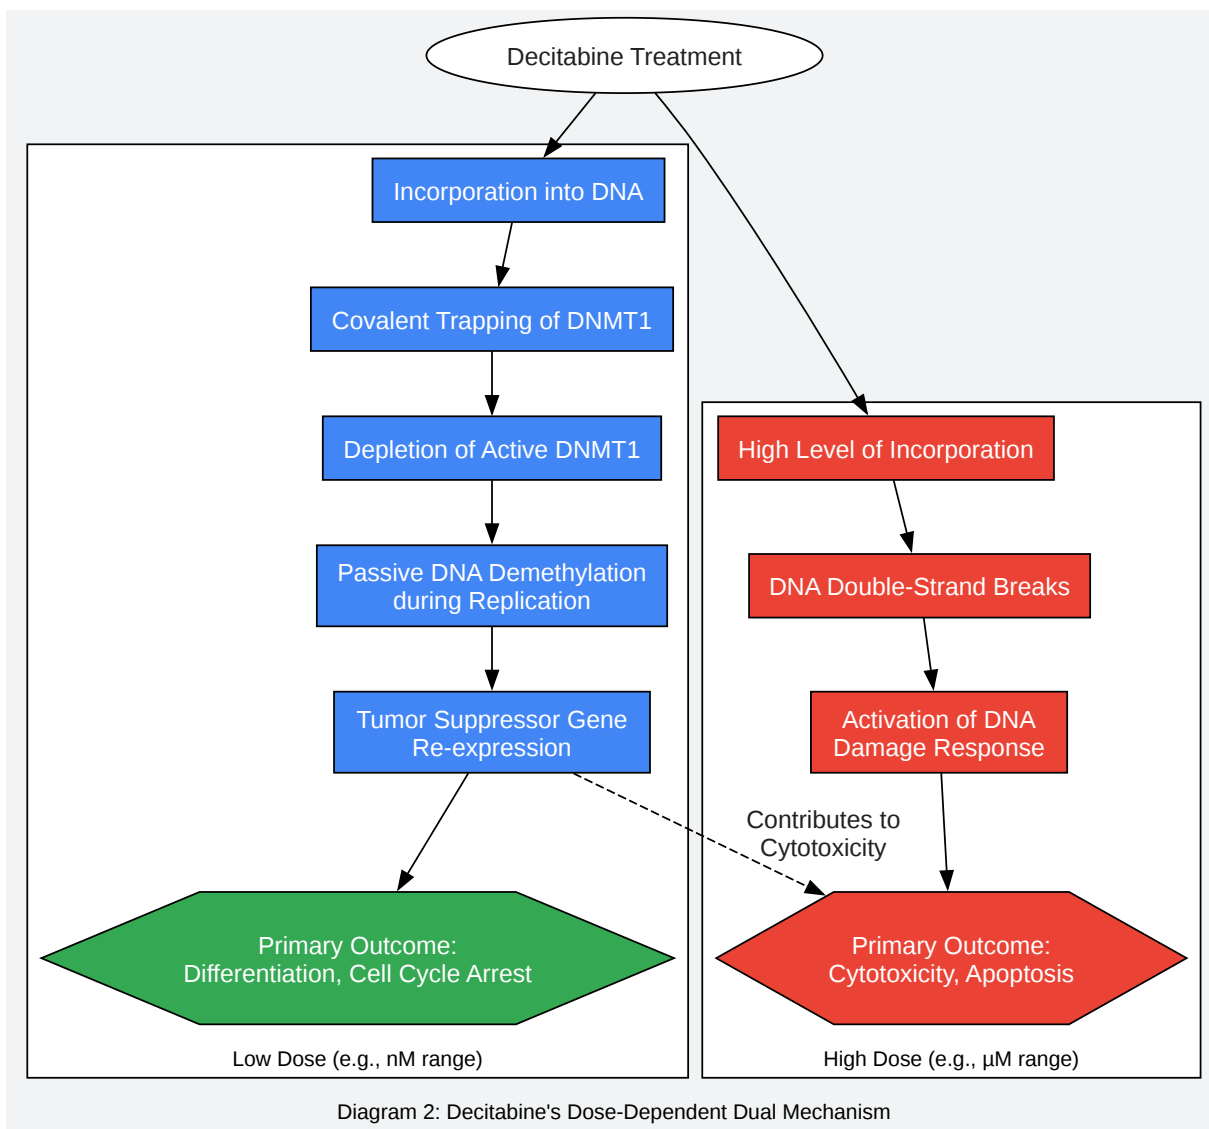 Decitabine Treatment
Incorporation into DNA
Covalent Trapping of DNMT1
Depletion of Active DNMT1
Passive DNA Demethylation
during Replication
Tumor Suppressor Gene
Re-expression
Primary Outcome:
Differentiation, Cell Cycle Arrest
Low Dose (e.g., nM range)
High Level of Incorporation
DNA Double-Strand Breaks
Activation of DNA
Damage Response
Contributes to
Cytotoxicity
Primary Outcome:
Cytotoxicity, Apoptosis
High Dose (e.g., µM range)
Diagram 2: Decitabine's Dose-Dependent Dual Mechanism